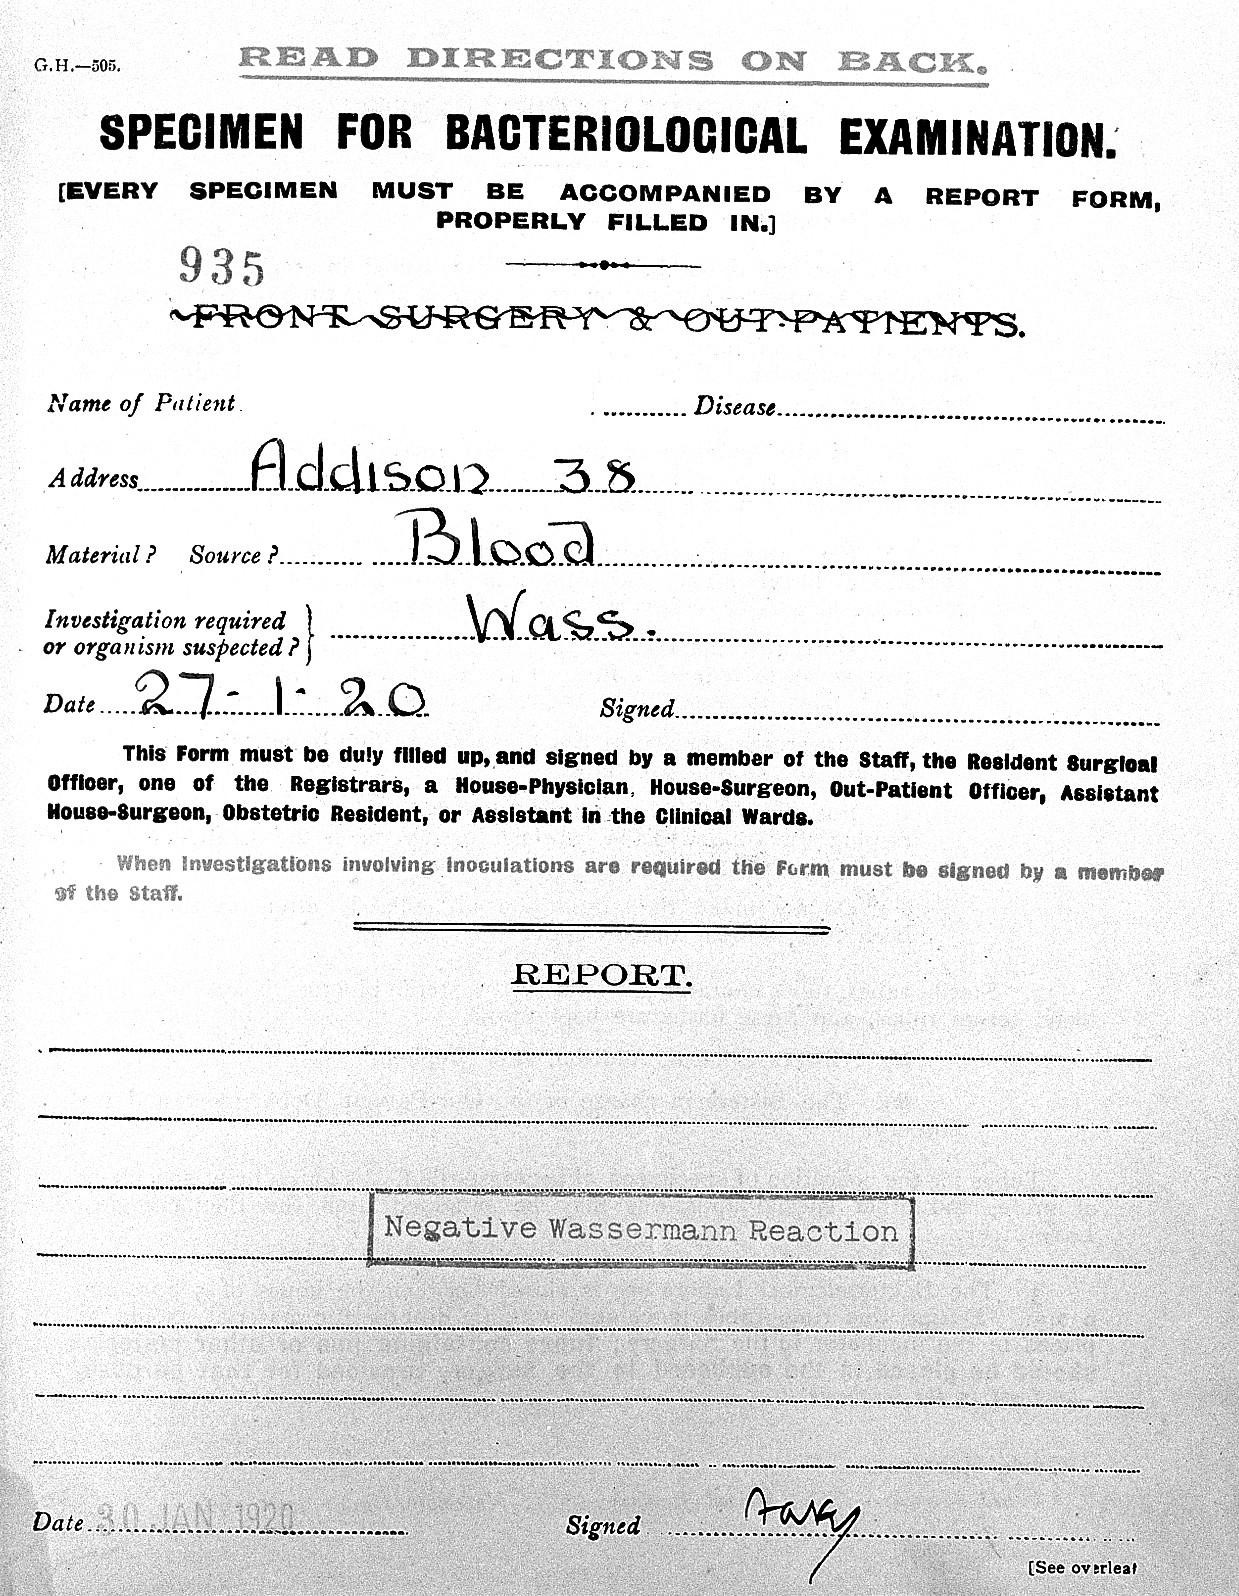 G.H.—505.
READ DIRECTIONS ON BACK.
SPECIMEN FOR BACTERIOLOGICAL EXAMINATION.
[EVERY SPECIMEN MUST BE ACCOMPANIED BY A REPORT FORM,
PROPERLY FILLED IN.]
935
FRONT SURGERY & OUT-PATIENTS.
Name of Patient Disease
Address Addison 38
Material? Source? Blood
Investigation required
or organism suspected? Wass.
Date 27-1-20 Signed
This Form must be duly filled up, and signed by a member of the Staff, the Resident Surgical
Officer, one of the Registrars, a House-Physician, House-Surgeon, Out-Patient Officer, Assistant
House-Surgeon, Obstetric Resident, or Assistant in the Clinical Wards.
When Investigations involving inoculations are required the Form must be signed by a member
of the Staff.
REPORT.
Negative Wassermann Reaction
Date 30 JAN 1920 Signed
[See overleaf